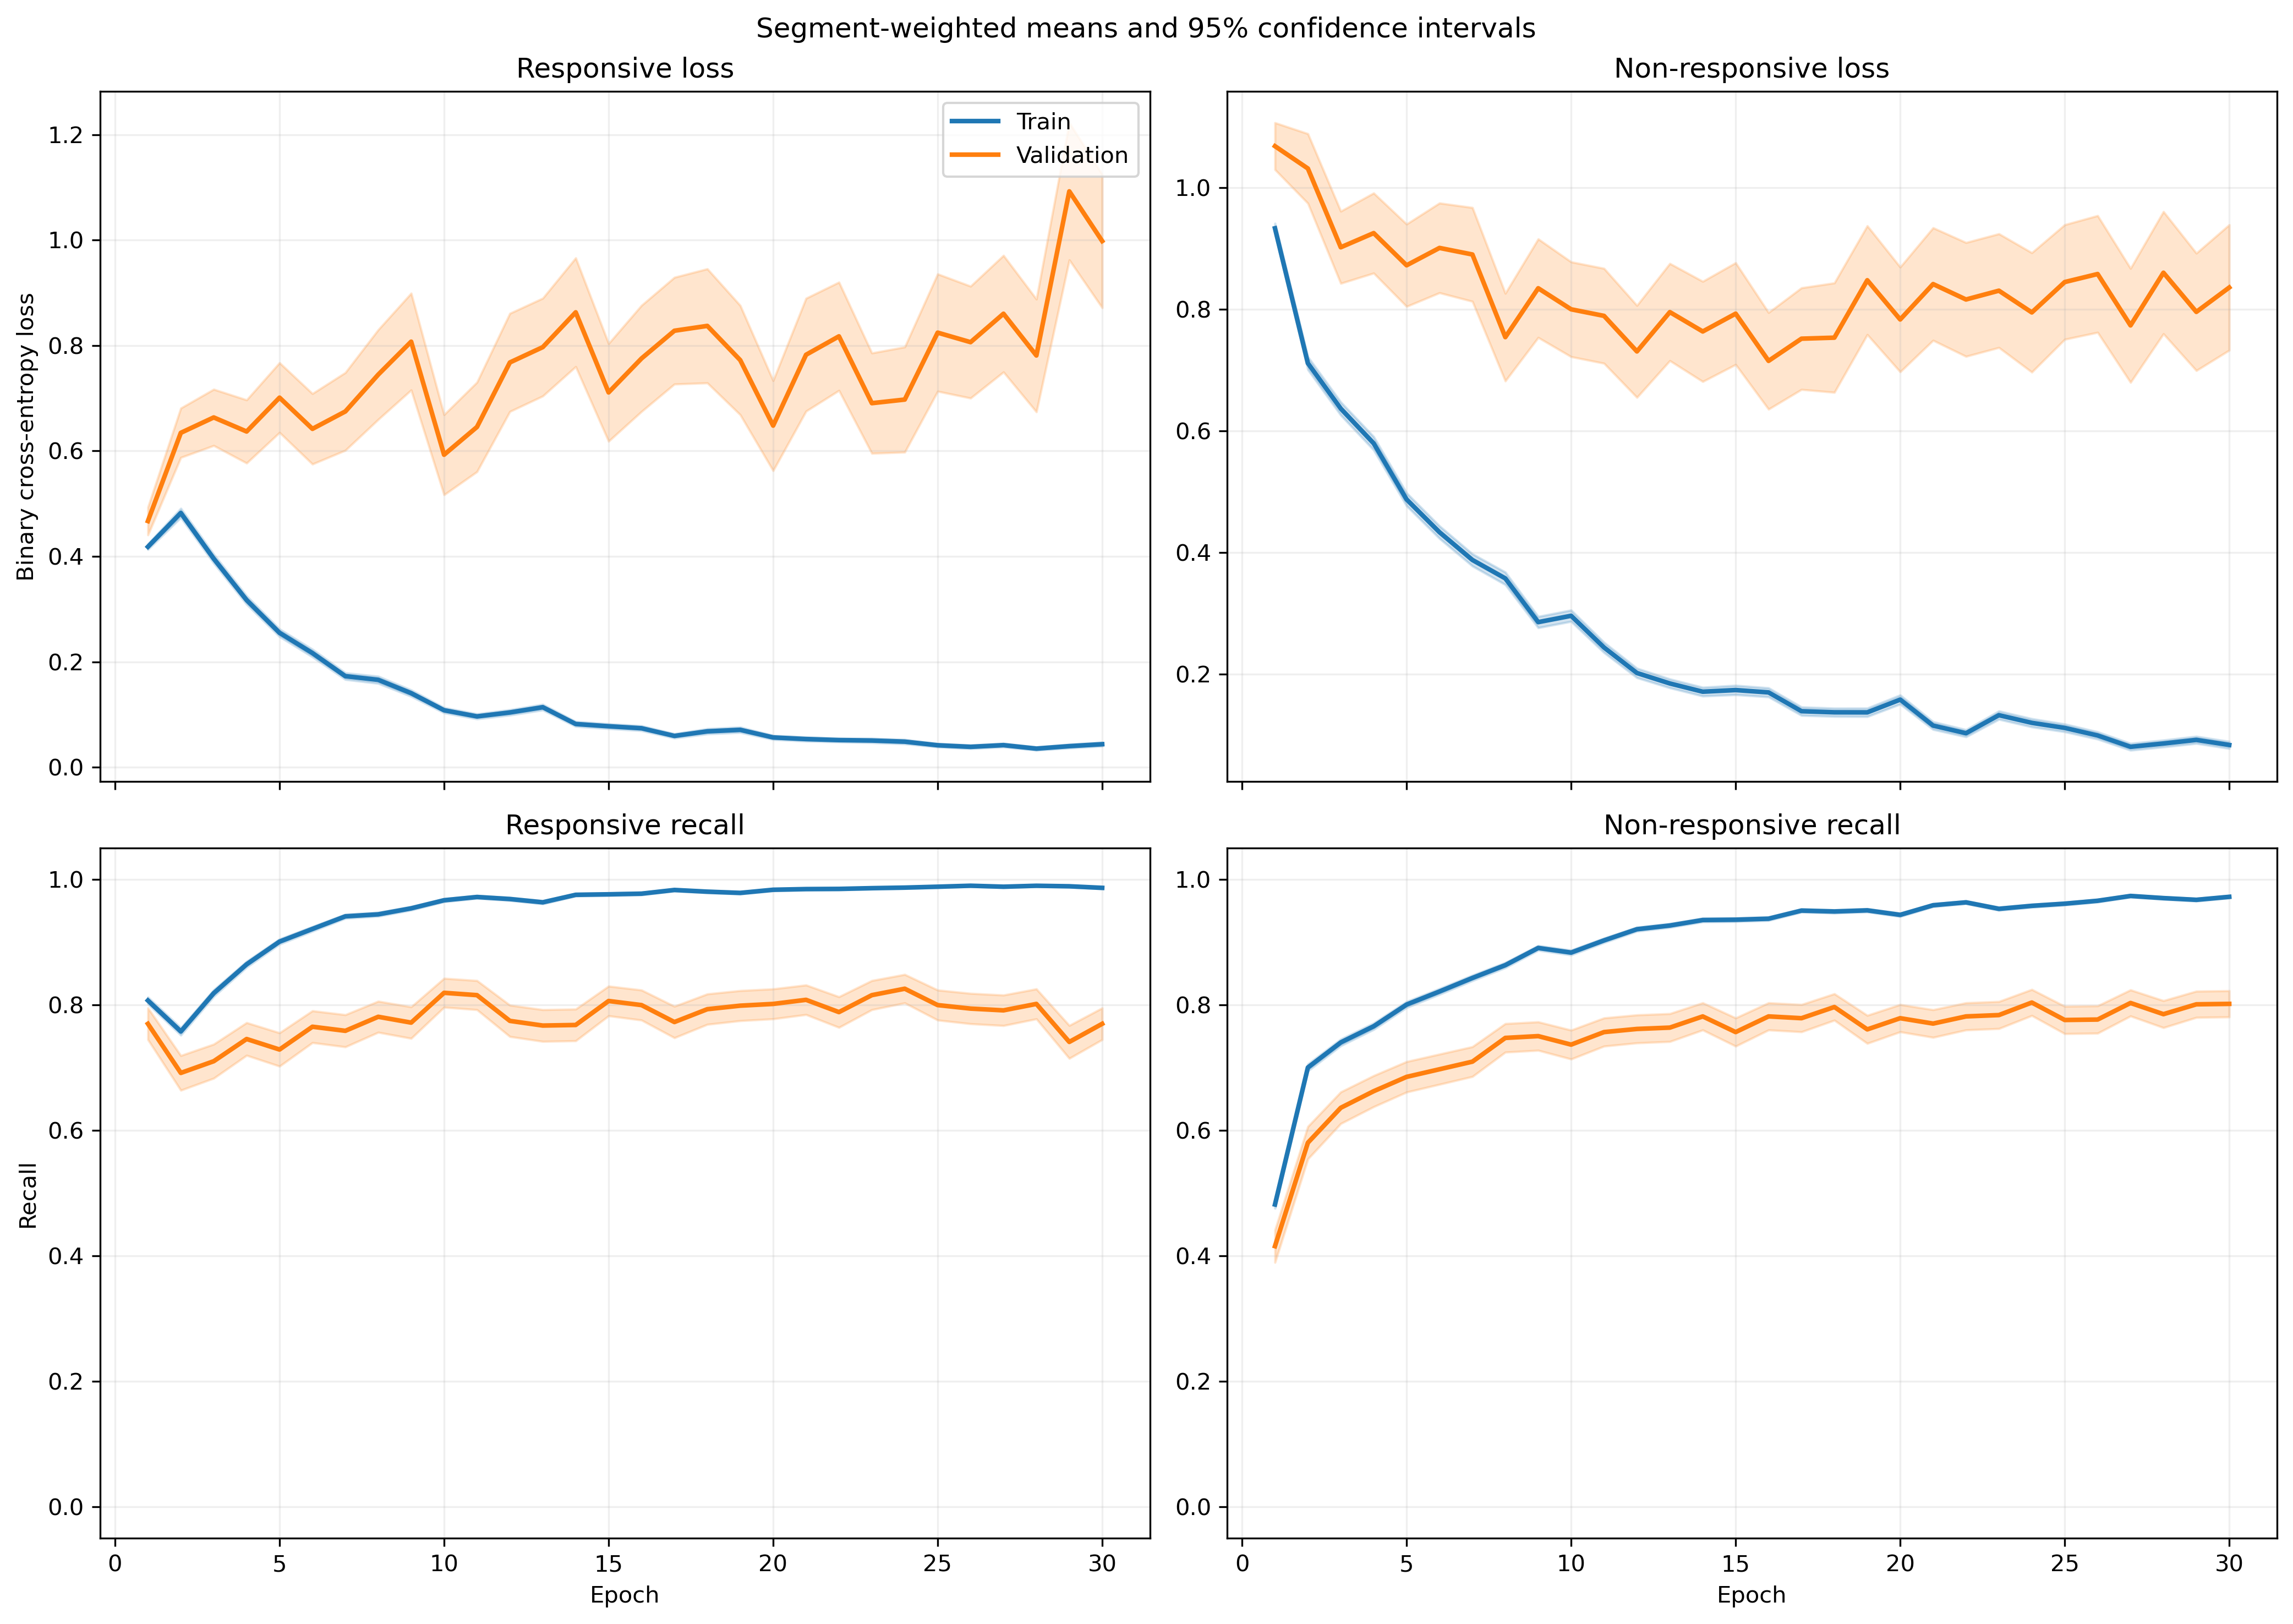 Segment-weighted means and 95% confidence intervals
Responsive loss
Non-responsive loss
Train
Validation
Binary cross-entropy loss
1.2
1.0
0.8
0.6
0.4
0.2
0.0
1.0
0.8
0.6
0.4
0.2
Responsive recall
Non-responsive recall
Recall
1.0
0.8
0.6
0.4
0.2
0.0
0 5 10 15 20 25 30
Epoch
1.0
0.8
0.6
0.4
0.2
0.0
0 5 10 15 20 25 30
Epoch